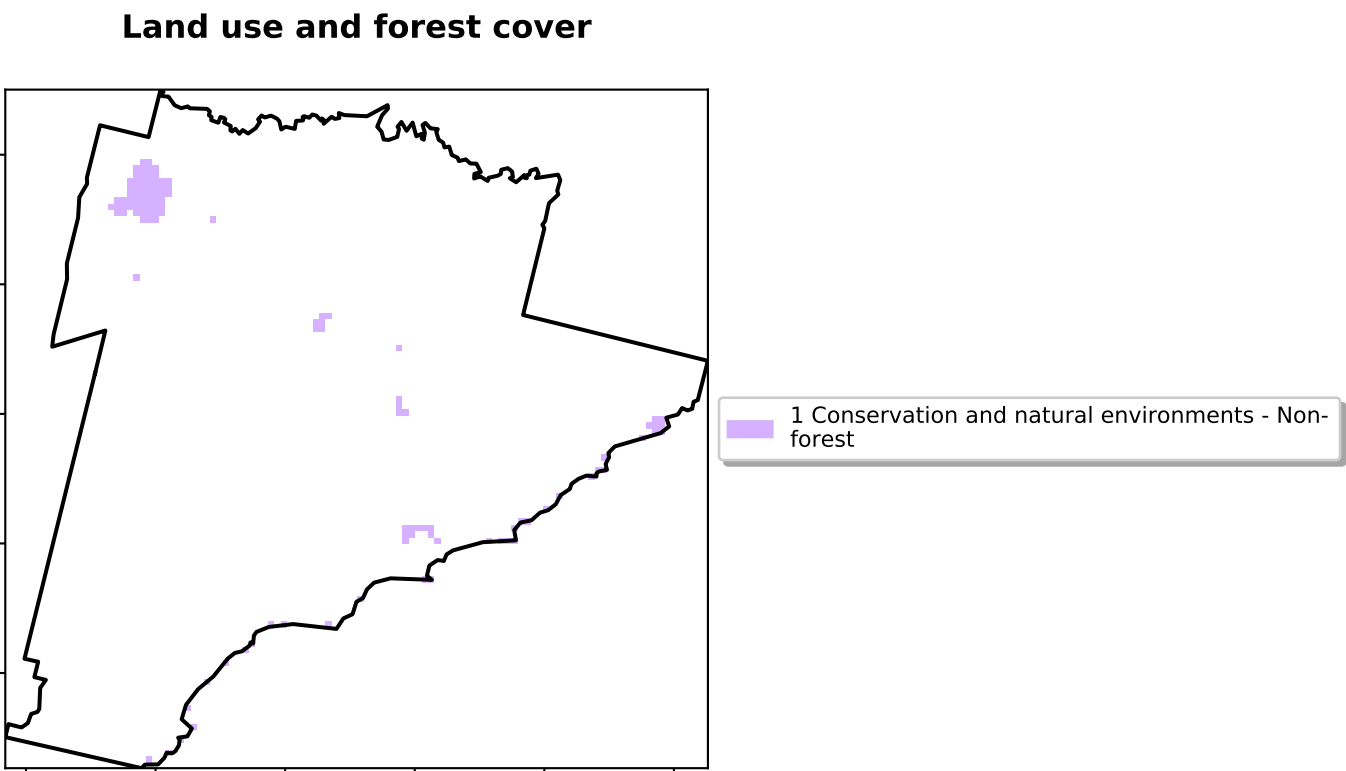 Land use and forest cover
1 Conservation and natural environments - Non-
forest